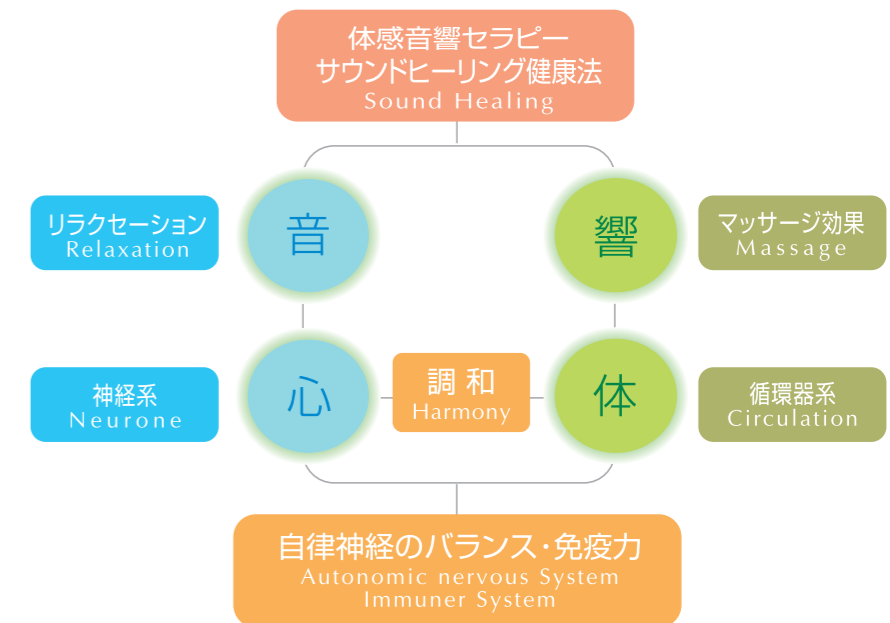 体感音響セラピー
サウンドヒーリング健康法
Sound Healing
リラクセーション
Relaxation
音
響
マッサージ効果
Massage
神経系
Neurone
心
調和
Harmony
体
循環器系
Circulation
自律神経のバランス・免疫力
Autonomic nervous System
Immuner System